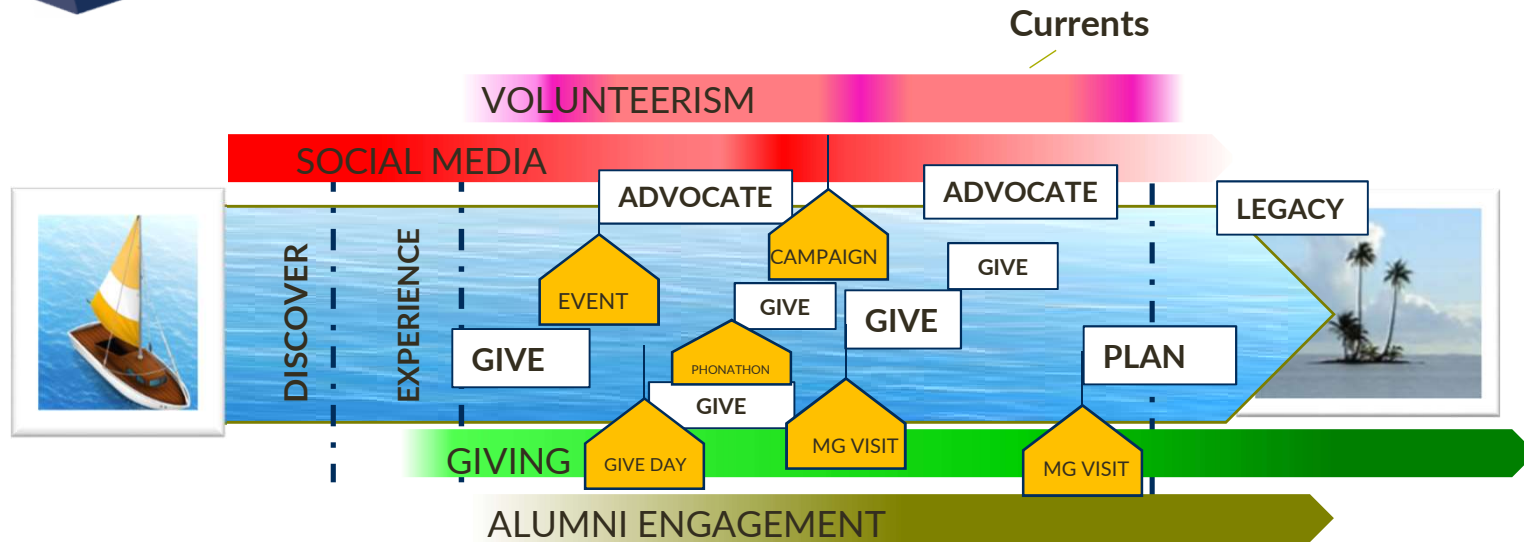 Currents
VOLUNTEERISM
SOCIAL MEDIA
ADVOCATE
ADVOCATE
LEGACY
DISCOVER
EXPERIENCE
CAMPAIGN
EVENT
GIVE
GIVE
GIVE
GIVE
PLAN
PHONATHON
GIVE
GIVE DAY
MG VISIT
MG VISIT
GIVING
ALUMNI ENGAGEMENT